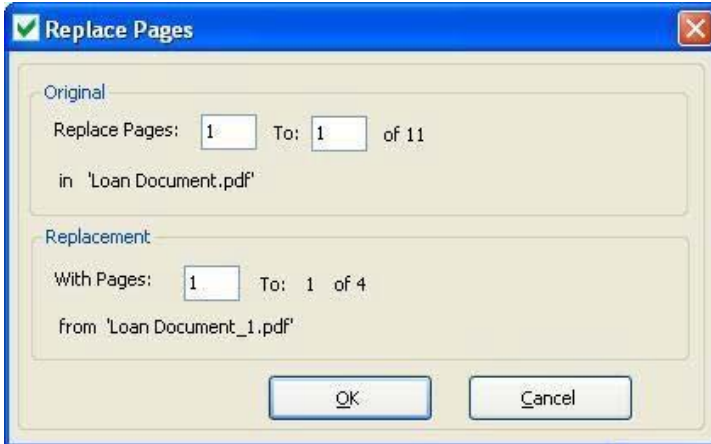 Replace Pages
Original
Replace Pages: 1 To: 1 of 11
in 'Loan Document.pdf'
Replacement
With Pages: 1 To: 1 of 4
from 'Loan Document_1.pdf'
OK Cancel